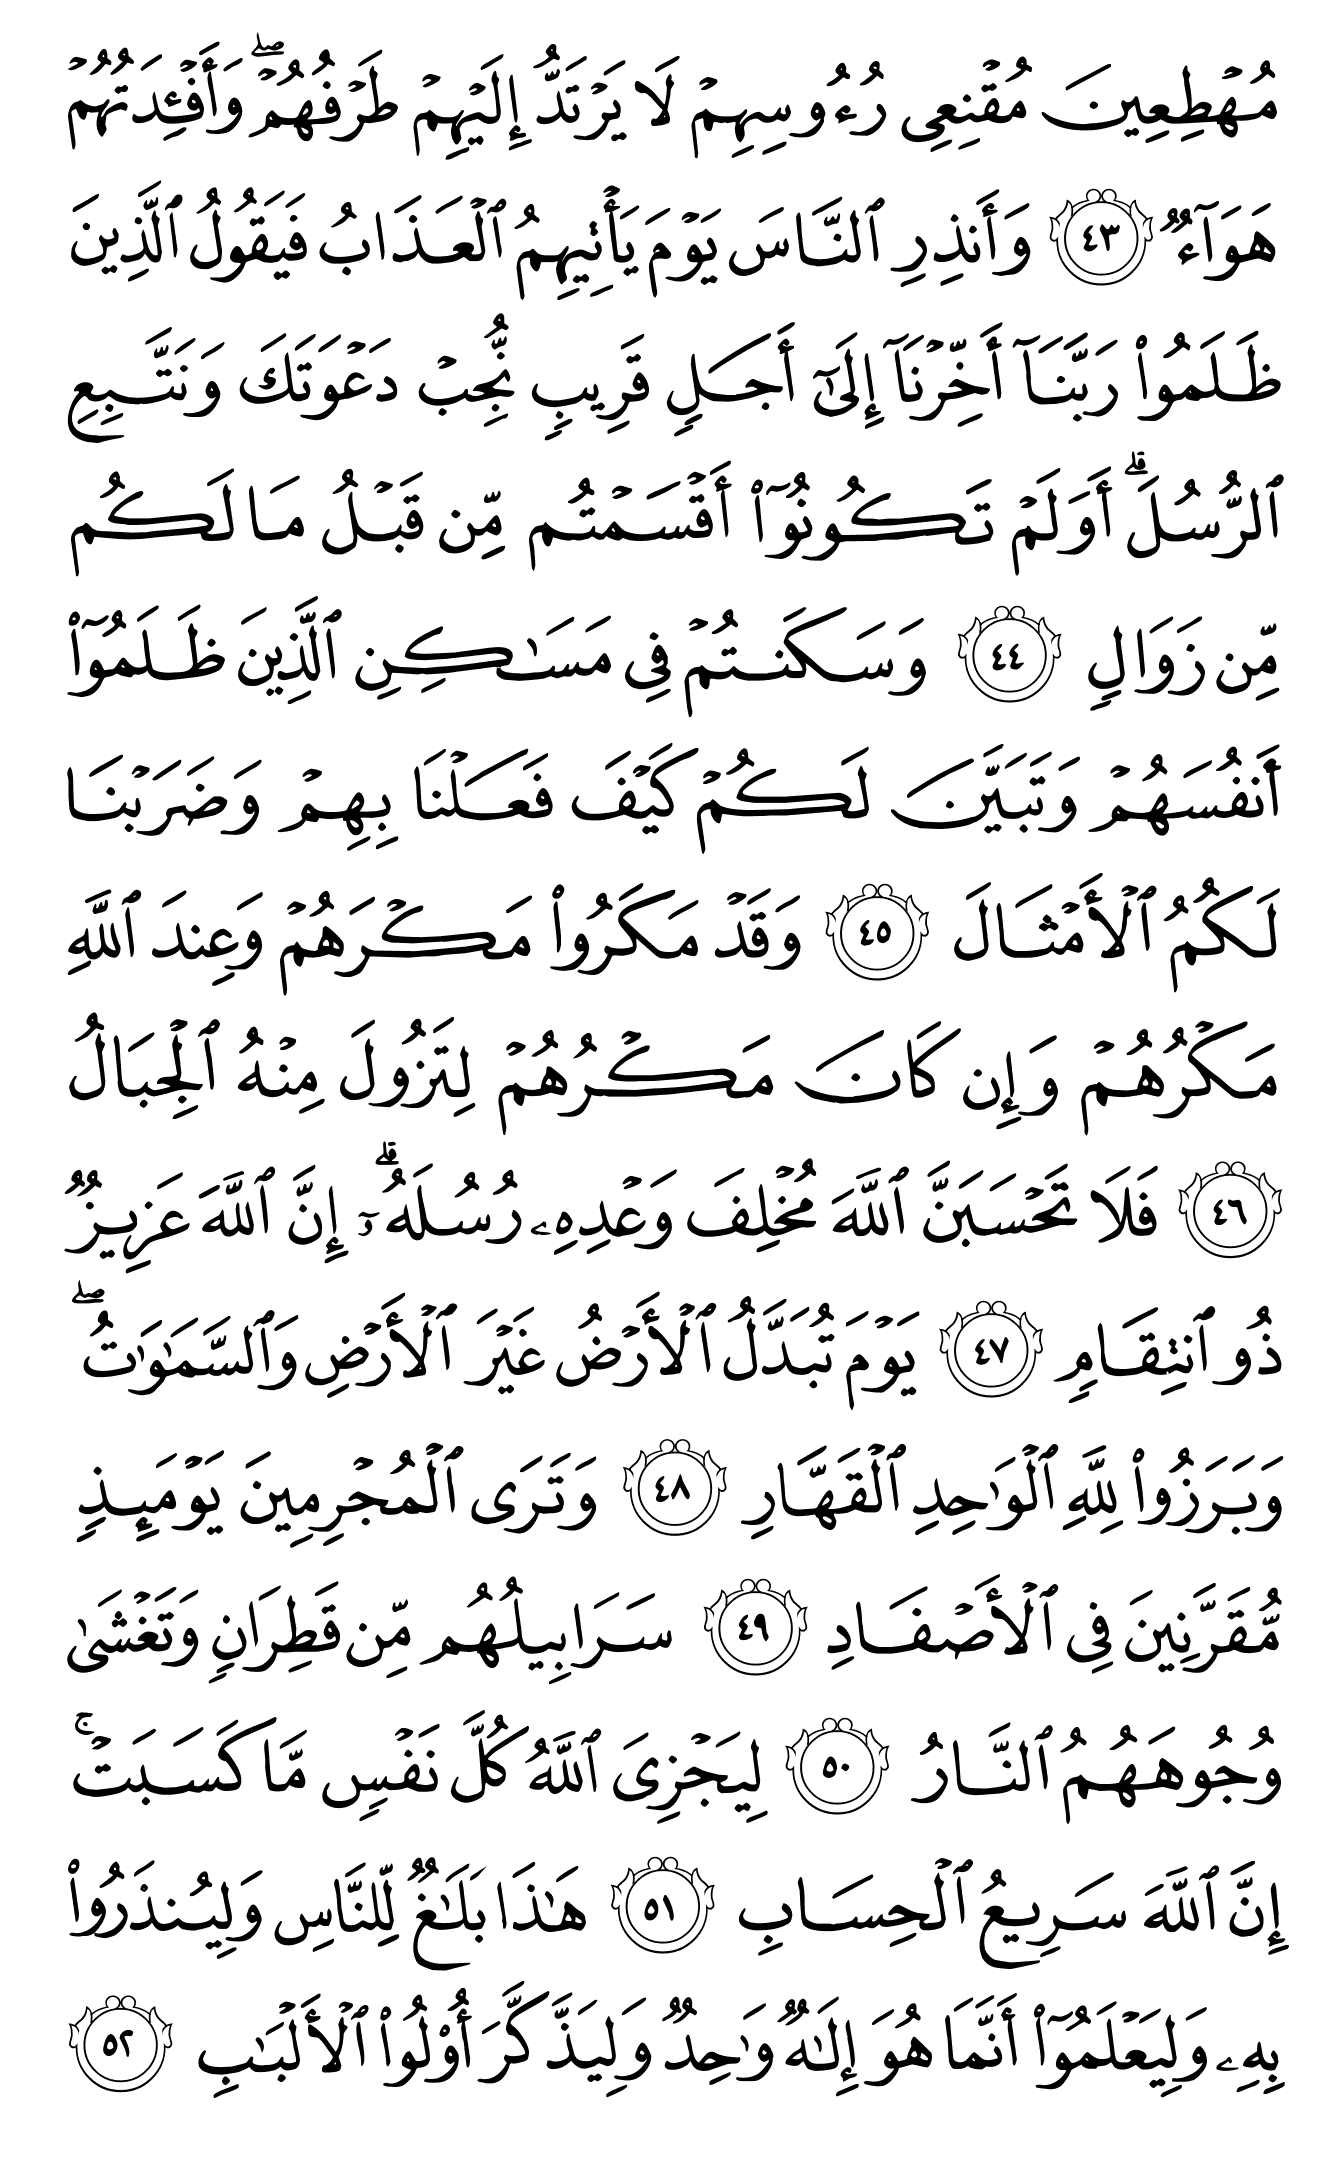 مُهۡطِعِينَ مُقۡنِعِي رُءُوسِهِمۡ لَا يَرۡتَدُّ إِلَيۡهِمۡ طَرۡفُهُمۡۖ وَأَفۡـِٔدَتُهُمۡ
هَوَآءٞ ٤٣ وَأَنذِرِ ٱلنَّاسَ يَوۡمَ يَأۡتِيهِمُ ٱلۡعَذَابُ فَيَقُولُ ٱلَّذِينَ
ظَلَمُواْ رَبَّنَآ أَخِّرۡنَآ إِلَىٰٓ أَجَلٖ قَرِيبٖ نُّجِبۡ دَعۡوَتَكَ وَنَتَّبِعِ
ٱلرُّسُلَۗ أَوَلَمۡ تَكُونُوٓاْ أَقۡسَمۡتُم مِّن قَبۡلُ مَا لَكُم
مِّن زَوَالٖ ٤٤ وَسَكَنتُمۡ فِي مَسَٰكِنِ ٱلَّذِينَ ظَلَمُوٓاْ
أَنفُسَهُمۡ وَتَبَيَّنَ لَكُمۡ كَيۡفَ فَعَلۡنَا بِهِمۡ وَضَرَبۡنَا
لَكُمُ ٱلۡأَمۡثَالَ ٤٥ وَقَدۡ مَكَرُواْ مَكۡرَهُمۡ وَعِندَ ٱللَّهِ
مَكۡرُهُمۡ وَإِن كَانَ مَكۡرُهُمۡ لِتَزُولَ مِنۡهُ ٱلۡجِبَالُ
٤٦ فَلَا تَحۡسَبَنَّ ٱللَّهَ مُخۡلِفَ وَعۡدِهِۦ رُسُلَهُۥٓۗ إِنَّ ٱللَّهَ عَزِيزٞ
ذُو ٱنتِقَامٖ ٤٧ يَوۡمَ تُبَدَّلُ ٱلۡأَرۡضُ غَيۡرَ ٱلۡأَرۡضِ وَٱلسَّمَٰوَٰتُۖ
وَبَرَزُواْ لِلَّهِ ٱلۡوَٰحِدِ ٱلۡقَهَّارِ ٤٨ وَتَرَى ٱلۡمُجۡرِمِينَ يَوۡمَئِذٖ
مُّقَرَّنِينَ فِي ٱلۡأَصۡفَادِ ٤٩ سَرَابِيلُهُم مِّن قَطِرَانٖ وَتَغۡشَىٰ
وُجُوهَهُمُ ٱلنَّارُ ٥٠ لِيَجۡزِيَ ٱللَّهُ كُلَّ نَفۡسٖ مَّا كَسَبَتۡۚ
إِنَّ ٱللَّهَ سَرِيعُ ٱلۡحِسَابِ ٥١ هَٰذَا بَلَٰغٞ لِّلنَّاسِ وَلِيُنذَرُواْ
بِهِۦ وَلِيَعۡلَمُوٓاْ أَنَّمَا هُوَ إِلَٰهٞ وَٰحِدٞ وَلِيَذَّكَّرَ أُوْلُواْ ٱلۡأَلۡبَٰبِ ٥٢